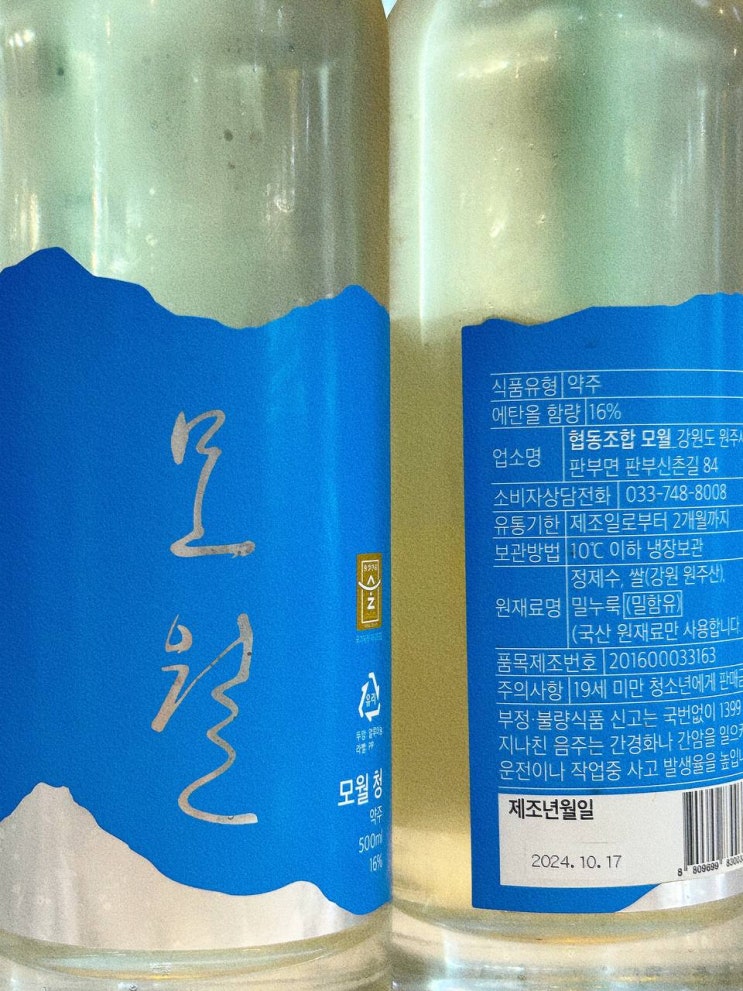 모
월
유리
모월 청
약주
500ml
16%
식품유형 약주
에탄올 함량 16%
업소명 협동조합 모월 강원도 원주시
판부면 판부신촌길 84
소비자상담전화 033-748-8008
유통기한 제조일로부터 2개월까지
보관방법 10℃ 이하 냉장보관
원재료명 정제수, 쌀(강원 원주산),
밀누룩(밀함유)
(국산 원재료만 사용합니다.
품목제조번호 201600033163
주의사항 19세 미만 청소년에게 판매금
부정·불량식품 신고는 국번없이 1399
지나친 음주는 간경화나 간암을 일으키
운전이나 작업중 사고 발생율을 높입니
제조년월일
2024. 10. 17
8 809699 83003